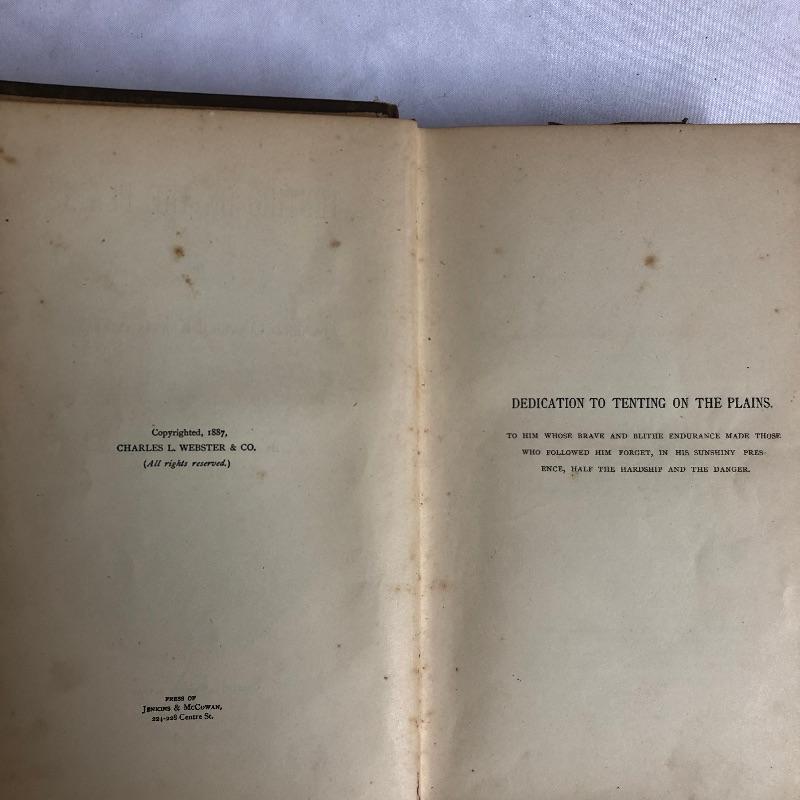 Copyrighted, 1887,
CHARLES L. WEBSTER & CO.
(All rights reserved.)
PRESS OF
JENKINS & MCCOWAN,
224-228 Centre St.
DEDICATION TO TENTING ON THE PLAINS.
TO HIM WHOSE BRAVE AND BLITHE ENDURANCE MADE THOSE
WHO FOLLOWED HIM FORGET, IN HIS SUNSHINY PRES-
ENCE, HALF THE HARDSHIP AND THE DANGER.